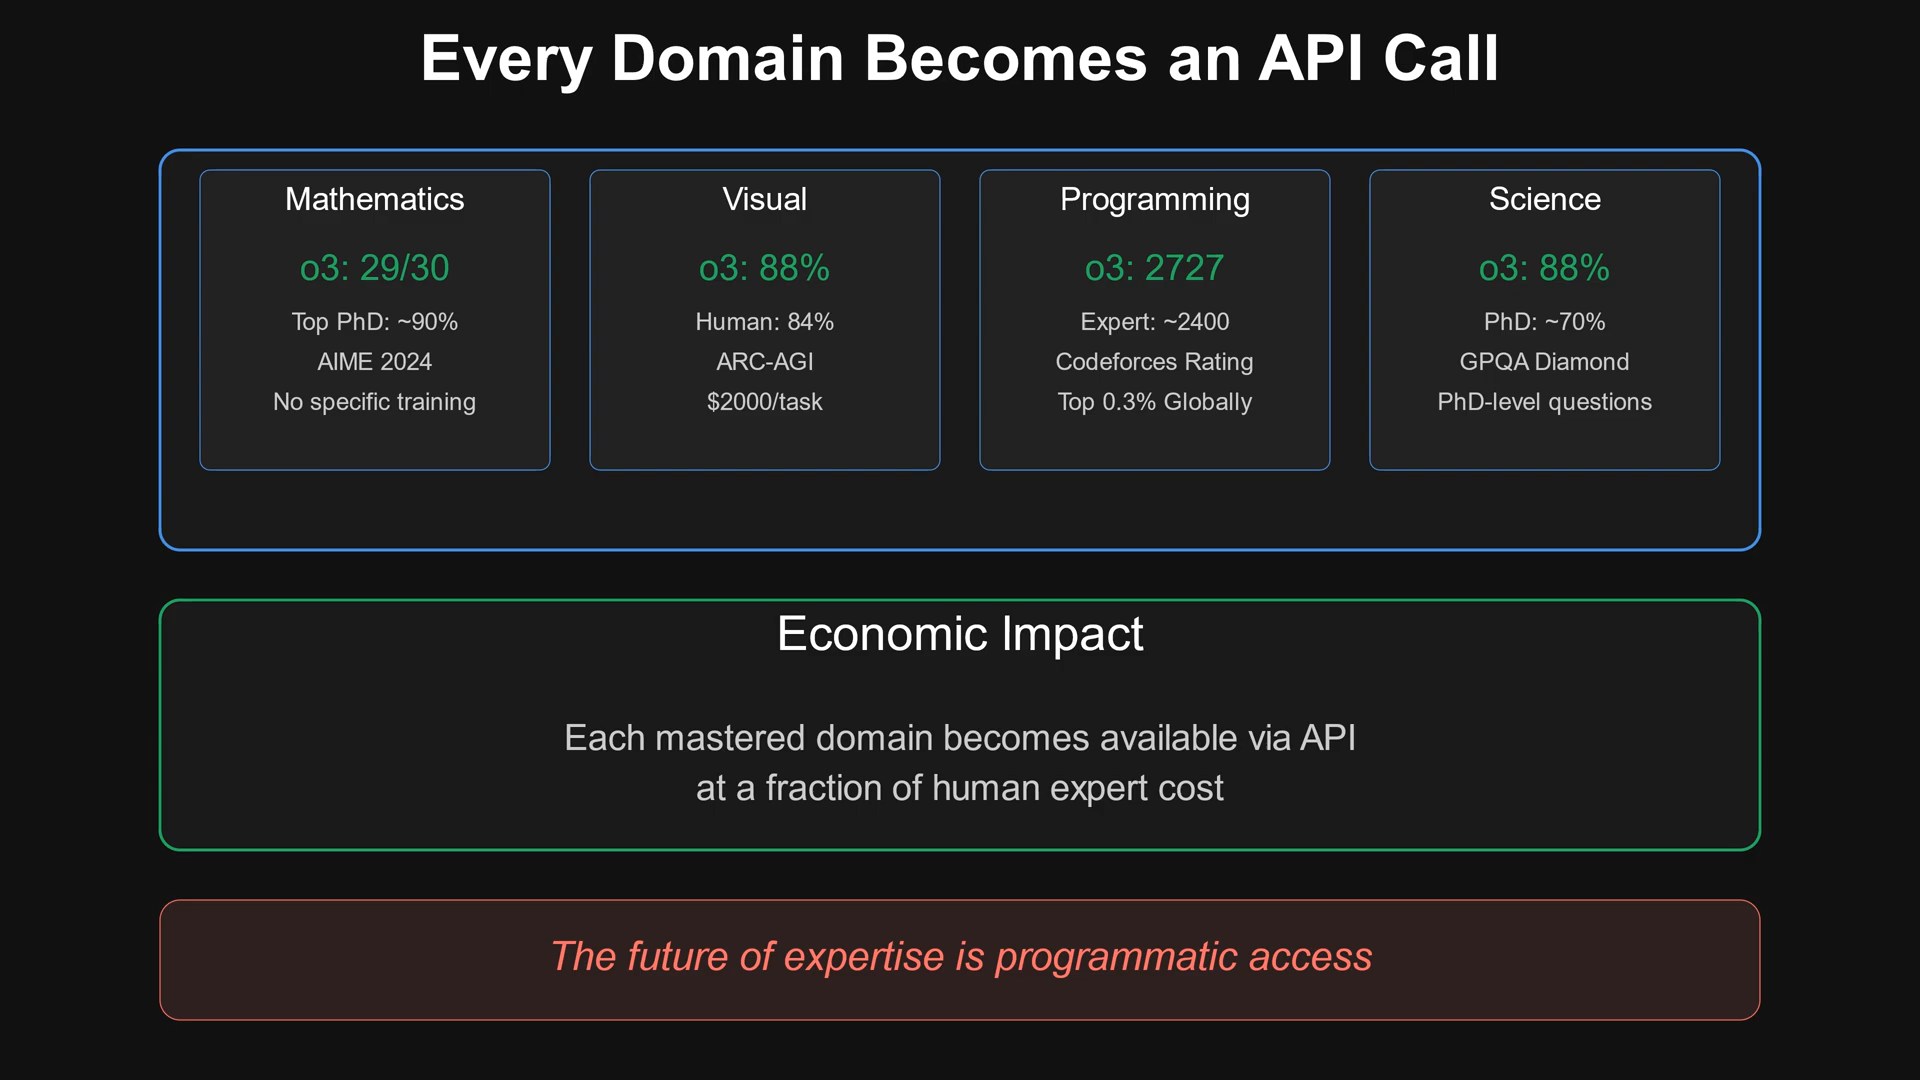 Every Domain Becomes an API Call
Mathematics
o3: 29/30
Top PhD: ~90%
AIME 2024
No specific training
Visual
o3: 88%
Human: 84%
ARC-AGI
$2000/task
Programming
o3: 2727
Expert: ~2400
Codeforces Rating
Top 0.3% Globally
Science
o3: 88%
PhD: ~70%
GPQA Diamond
PhD-level questions
Economic Impact
Each mastered domain becomes available via API
at a fraction of human expert cost
The future of expertise is programmatic access